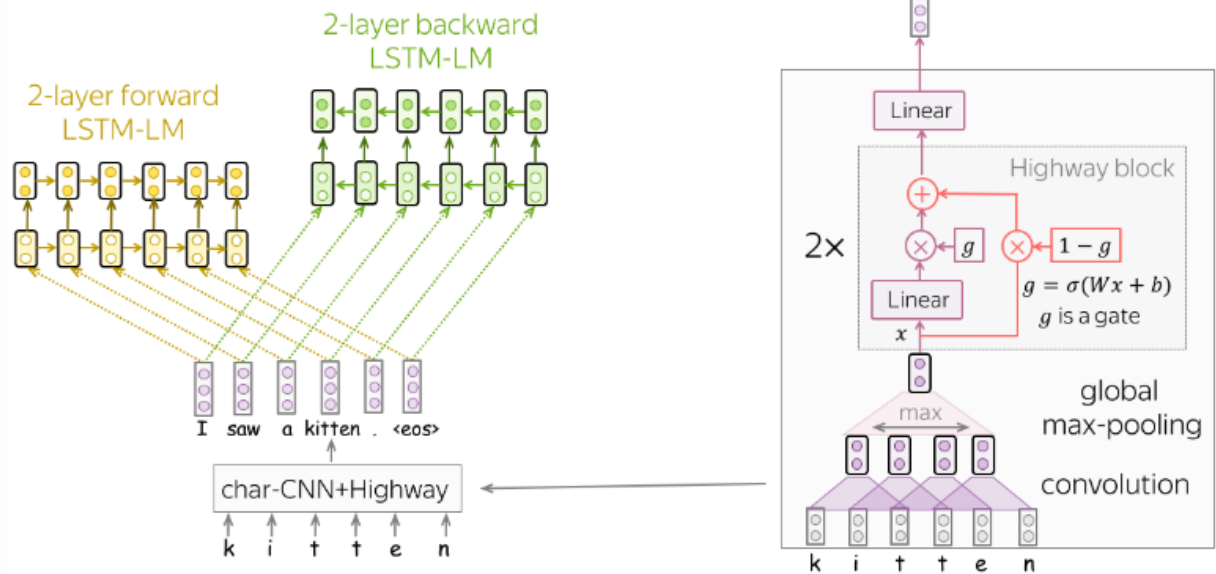 2-layer forward
LSTM-LM
2-layer backward
LSTM-LM
I saw a kitten . <eos>
char-CNN+Highway
k i t t e n
Linear
Highway block
+
2×
× g × 1 − g
Linear
g = σ(Wx + b)
g is a gate
x
global
max-pooling
max
convolution
k i t t e n